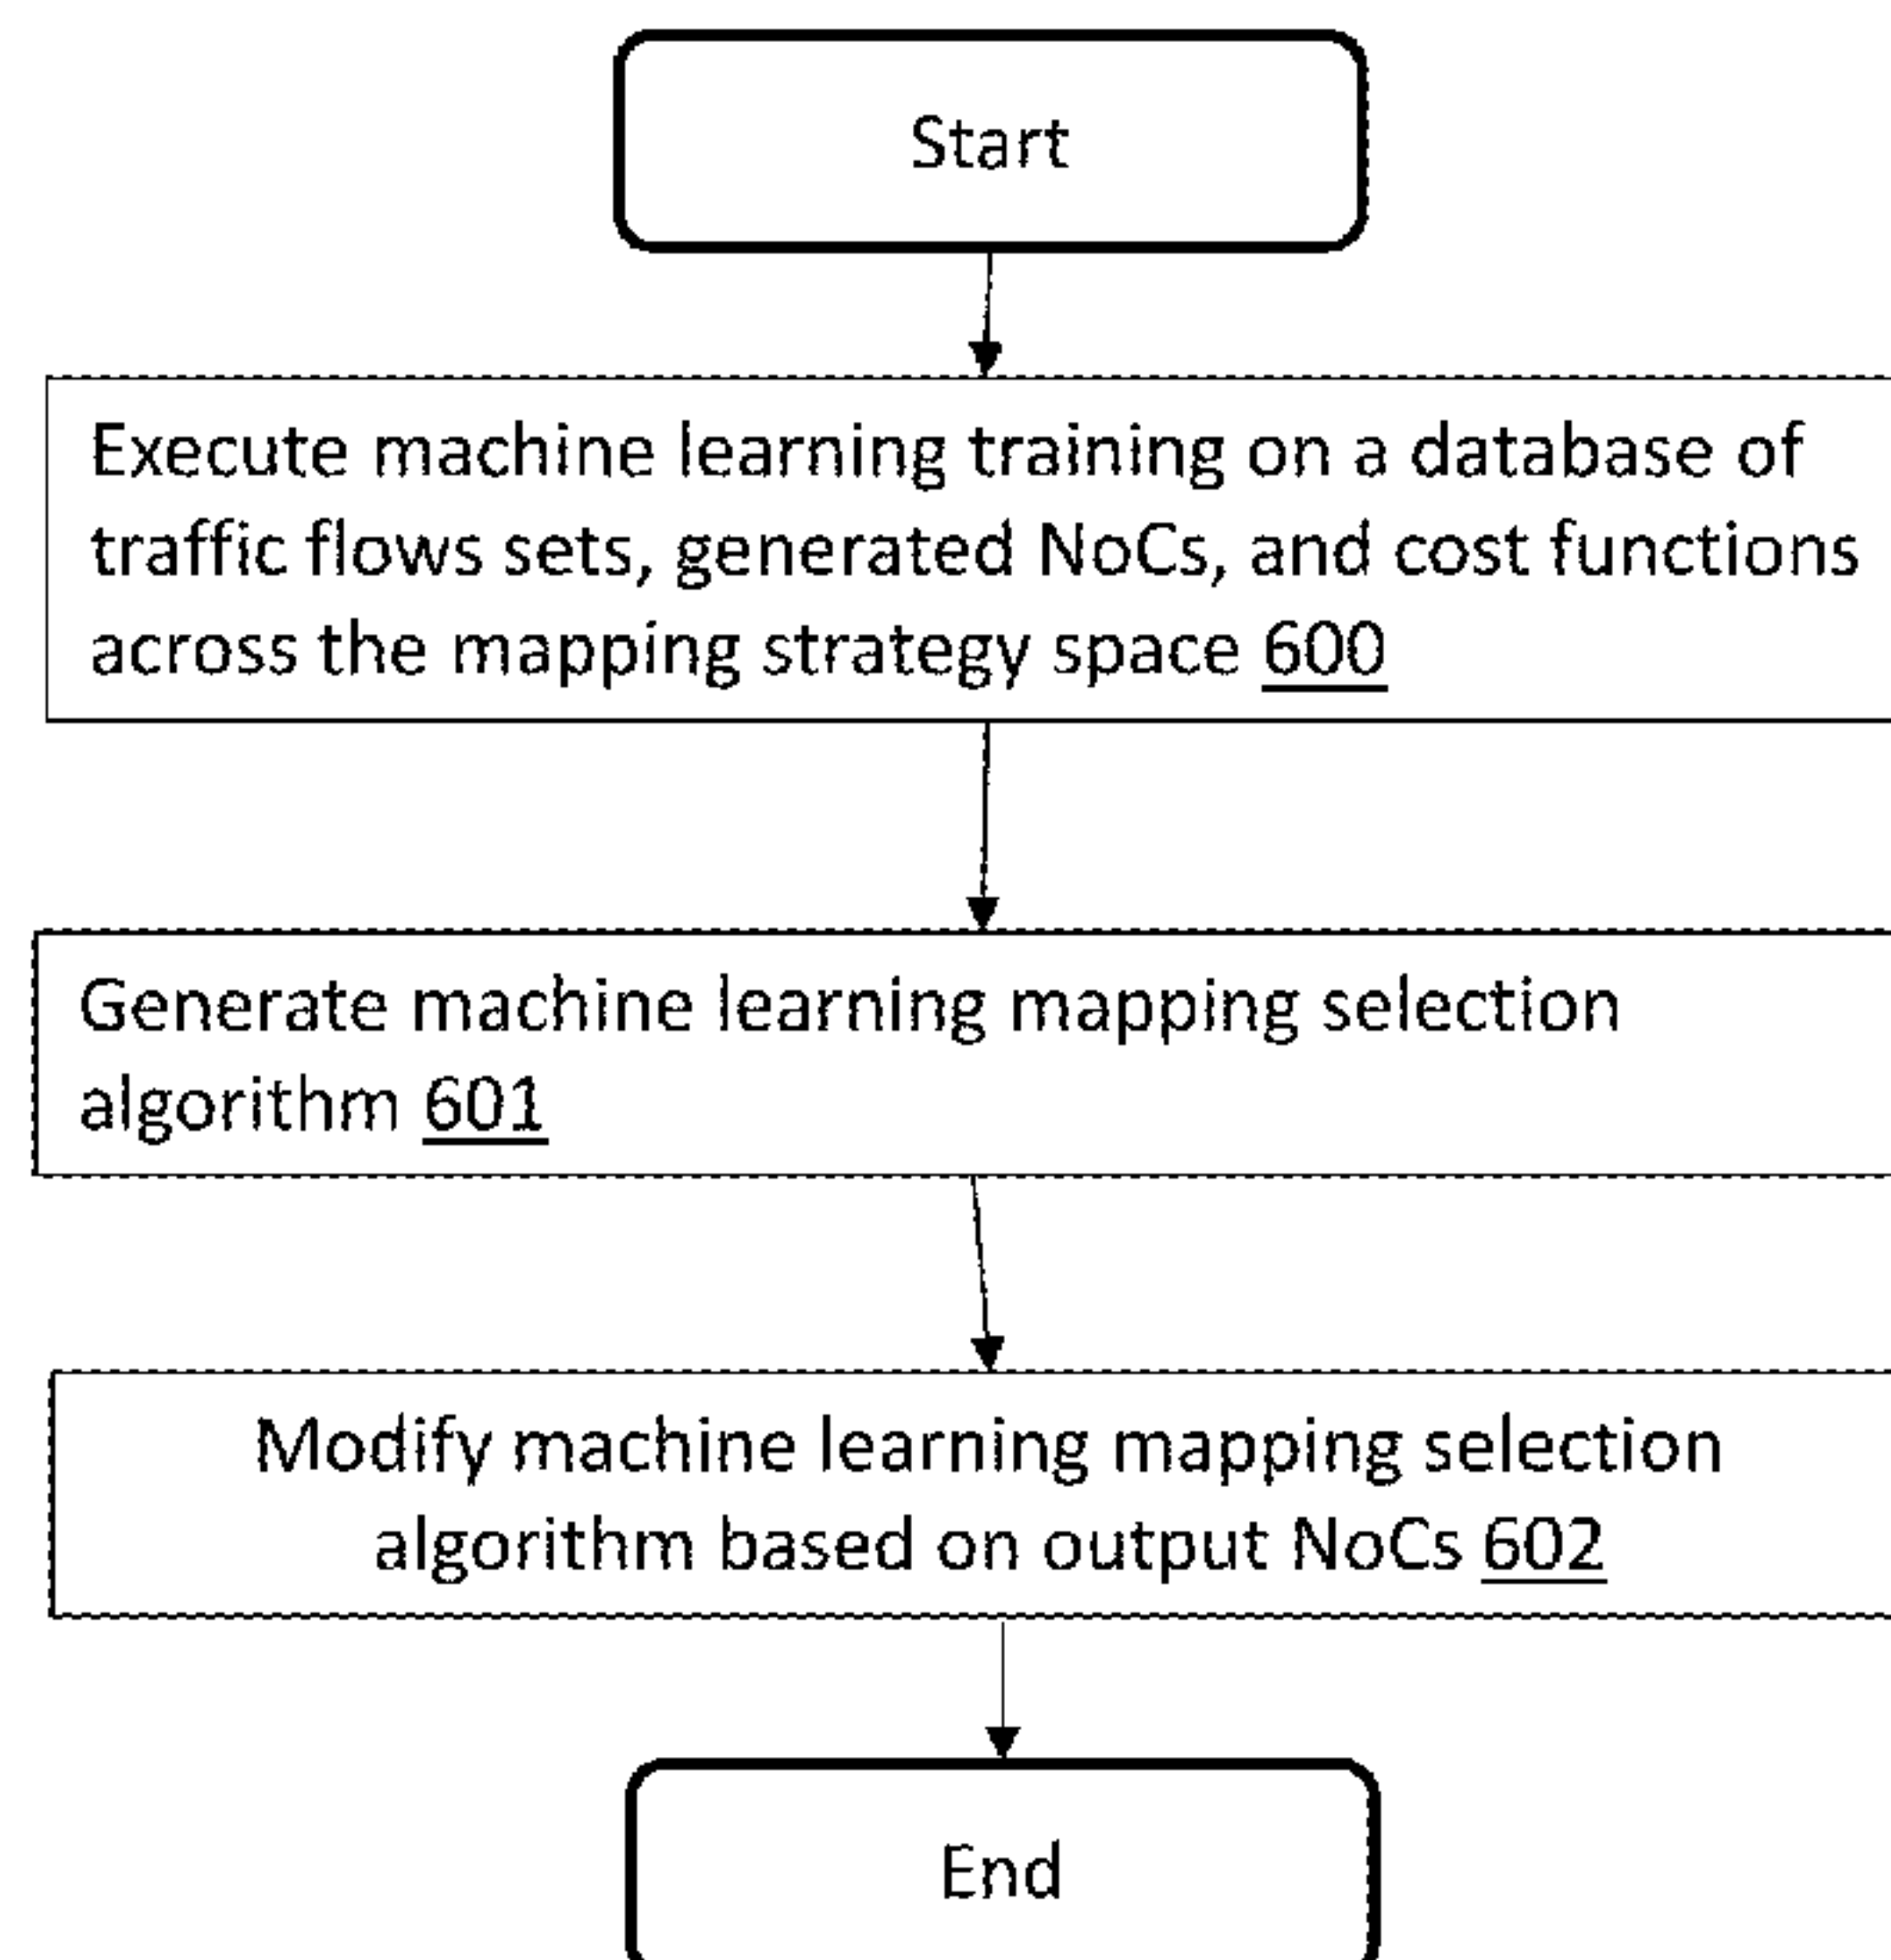 Start
Execute machine learning training on a database of
traffic flows sets, generated NoCs, and cost functions
across the mapping strategy space 600
Generate machine learning mapping selection
algorithm 601
Modify machine learning mapping selection
algorithm based on output NoCs 602
End